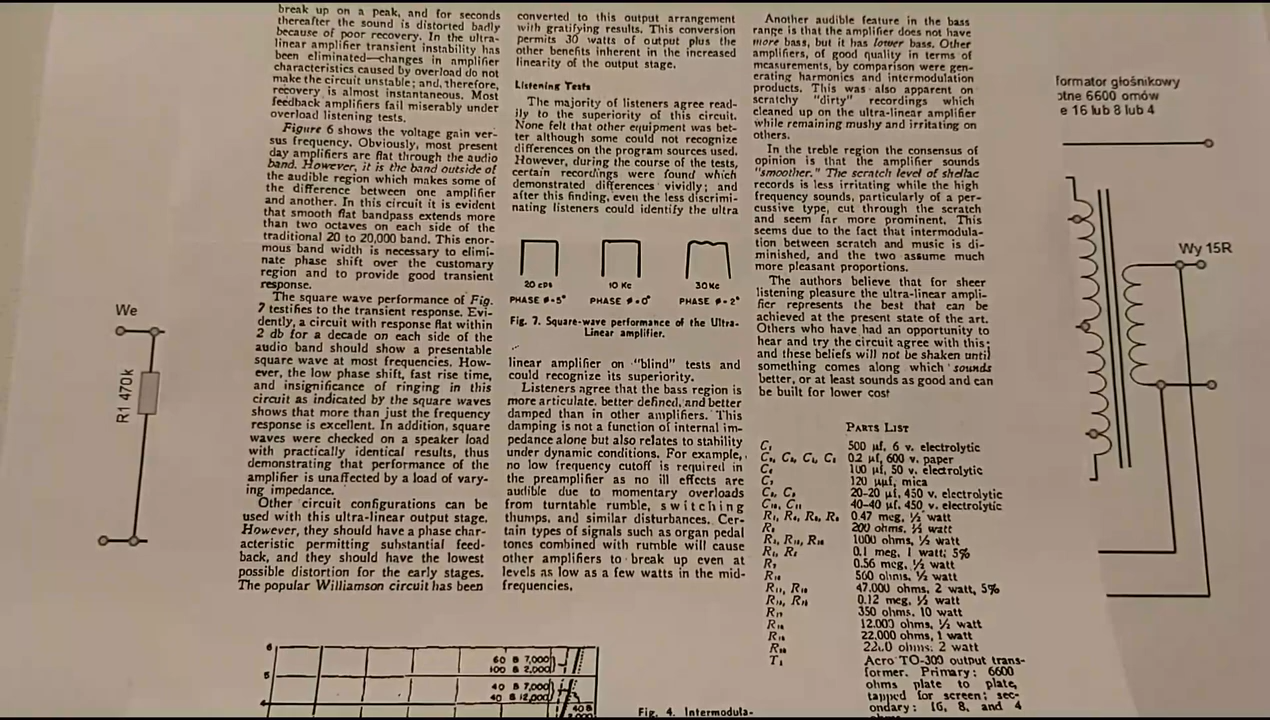 break up on a peak, and for seconds
thereafter the sound is distorted badly
because of poor recovery. In the ultra-
linear amplifier transient instability has
been eliminated—changes in amplifier
characteristics caused by overload do not
make the circuit unstable; and, therefore,
recovery is almost instantaneous. Most
feedback amplifiers fail miserably under
overload listening tests.
Figure 6 shows the voltage gain ver-
sus frequency. Obviously, most present
day amplifiers are flat through the audio
band. However, it is the band outside of
the audible region which makes some of
the difference between one amplifier
and another. In this circuit it is evident
that smooth flat bandpass extends more
than two octaves on each side of the
traditional 20 to 20,000 band. This enor-
mous band width is necessary to elimi-
nate phase shift over the customary
region and to provide good transient
response.
The square wave performance of Fig.
7 testifies to the transient response. Evi-
dently, a circuit with response flat within
2 db for a decade on each side of the
audio band should show a presentable
square wave at most frequencies. How-
ever, the low phase shift, fast rise time,
and insignificance of ringing in this
circuit as indicated by the square waves
shows that more than just the frequency
response is excellent. In addition, square
waves were checked on a speaker load
with practically identical results, thus
demonstrating that performance of the
amplifier is unaffected by a load of vary-
ing impedance.
Other circuit configurations can be
used with this ultra-linear output stage.
However, they should have a phase char-
acteristic permitting substantial feed-
back, and they should have the lowest
possible distortion for the early stages.
The popular Williamson circuit has been
converted to this output arrangement
with gratifying results. This conversion
permits 30 watts of output plus the
other benefits inherent in the increased
linearity of the output stage.
Listening Tests
The majority of listeners agree read-
ily to the superiority of this circuit.
None felt that other equipment was bet-
ter although some could not recognize
differences on the program sources used.
However, during the course of the tests,
certain recordings were found which
demonstrated differences vividly; and
after this finding, even the less discrimi-
nating listeners could identify the ultra
20 cps 10 Kc 30 Kc
PHASE φ=5° PHASE φ=0° PHASE φ=2°
Fig. 7. Square-wave performance of the Ultra-
Linear amplifier.
linear amplifier on "blind" tests and
could recognize its superiority.
Listeners agree that the bass region is
more articulate, better defined, and better
damped than in other amplifiers. This
damping is not a function of internal im-
pedance alone but also relates to stability
under dynamic conditions. For example,
no low frequency cutoff is required in
the preamplifier as no ill effects are
audible due to momentary overloads
from turntable rumble, switching
thumps, and similar disturbances. Cer-
tain types of signals such as organ pedal
tones combined with rumble will cause
other amplifiers to break up even at
levels as low as a few watts in the mid-
frequencies.
Another audible feature in the bass
range is that the amplifier does not have
more bass, but it has lower bass. Other
amplifiers, of good quality in terms of
measurements, by comparison were gen-
erating harmonics and intermodulation
products. This was also apparent on
scratchy "dirty" recordings which
cleaned up on the ultra-linear amplifier
while remaining mushy and irritating on
others.
In the treble region the consensus of
opinion is that the amplifier sounds
"smoother." The scratch level of shellac
records is less irritating while the high
frequency sounds, particularly of a per-
cussive type, cut through the scratch
and seem far more prominent. This
seems due to the fact that intermodula-
tion between scratch and music is di-
minished, and the two assume much
more pleasant proportions.
The authors believe that for sheer
listening pleasure the ultra-linear ampli-
fier represents the best that can be
achieved at the present state of the art.
Others who have had an opportunity to
hear and try the circuit agree with this;
and these beliefs will not be shaken until
something comes along which sounds
better, or at least sounds as good and can
be built for lower cost
PARTS LIST
500 µf, 6 v. electrolytic
0.2 µf, 600 v. paper
100 µf, 50 v. electrolytic
120 µµf, mica
20-20 µf, 450 v. electrolytic
40-40 µf, 450 v. electrolytic
0.47 meg, ½ watt
200 ohms, ½ watt
1000 ohms, ½ watt
0.1 meg, 1 watt; 5%
0.56 meg, ½ watt
560 ohms, ½ watt
47,000 ohms, 2 watt, 5%
0.12 meg, ½ watt
350 ohms, 10 watt
12,000 ohms, ½ watt
22,000 ohms, 1 watt
ohms; 2 watt
T₁ Acro TO-300 output trans-
former. Primary: 6600
ohms plate to plate,
tapped for screen; sec-
ondary: 16, 8, and 4
We
R1 470k
formator głośnikowy
otne 6600 omów
e 16 lub 8 lub 4
Wy 15R
6
60 & 7,000
100 & 2,000
5
40 & 7,000
40 & 12,000
4
Fig. 4. Intermodula-